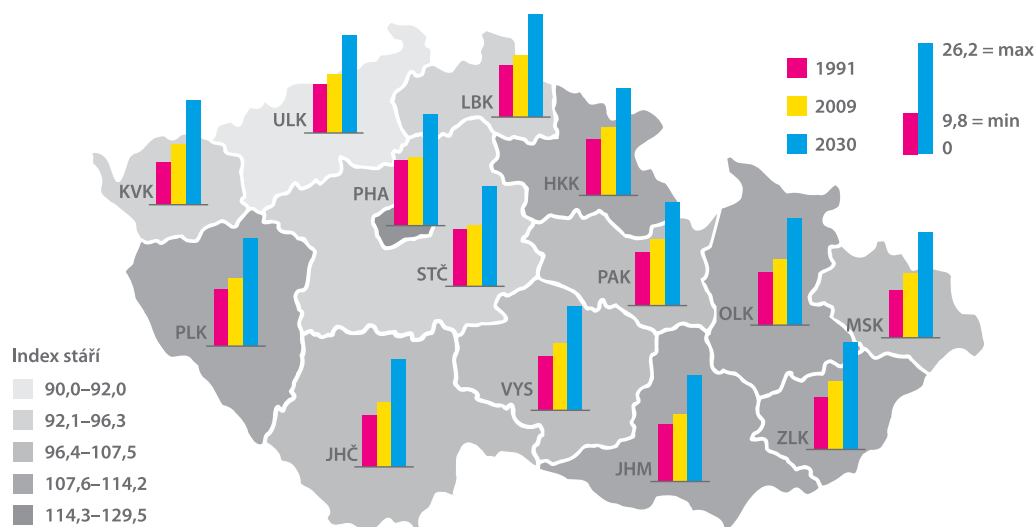 1991
2009
2030
26,2 = max
9,8 = min
0
ULK
LBK
KVK
PHA
HKK
STČ
PAK
PLK
OLK
MSK
VYS
JHČ
JHM
ZLK
Index stáří
90,0–92,0
92,1–96,3
96,4–107,5
107,6–114,2
114,3–129,5